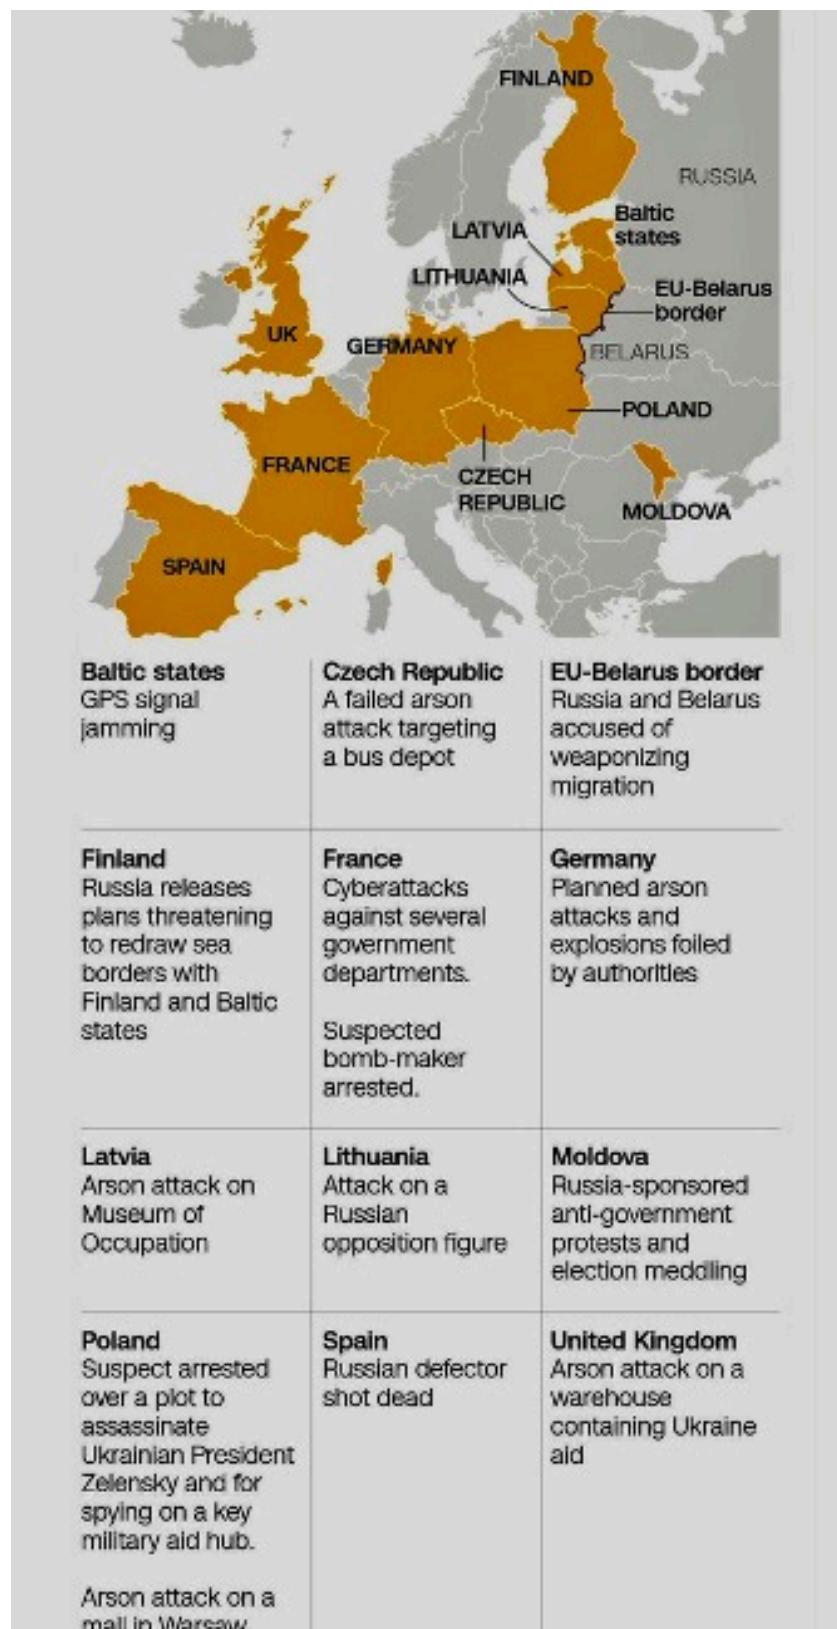 FINLAND
RUSSIA
Baltic
states
LATVIA
LITHUANIA
EU-Belarus
border
UK
GERMANY
BELARUS
POLAND
FRANCE
CZECH
REPUBLIC
MOLDOVA
SPAIN
Baltic states
GPS signal
jamming
Czech Republic
A failed arson
attack targeting
a bus depot
EU-Belarus border
Russia and Belarus
accused of
weaponizing
migration
Finland
Russia releases
plans threatening
to redraw sea
borders with
Finland and Baltic
states
France
Cyberattacks
against several
government
departments.
Suspected
bomb-maker
arrested.
Germany
Planned arson
attacks and
explosions foiled
by authorities
Latvia
Arson attack on
Museum of
Occupation
Lithuania
Attack on a
Russian
opposition figure
Moldova
Russia-sponsored
anti-government
protests and
election meddling
Poland
Suspect arrested
over a plot to
assassinate
Ukrainian President
Zelensky and for
spying on a key
military aid hub.
Arson attack on a
mall in Warsaw
Spain
Russian defector
shot dead
United Kingdom
Arson attack on a
warehouse
containing Ukraine
aid